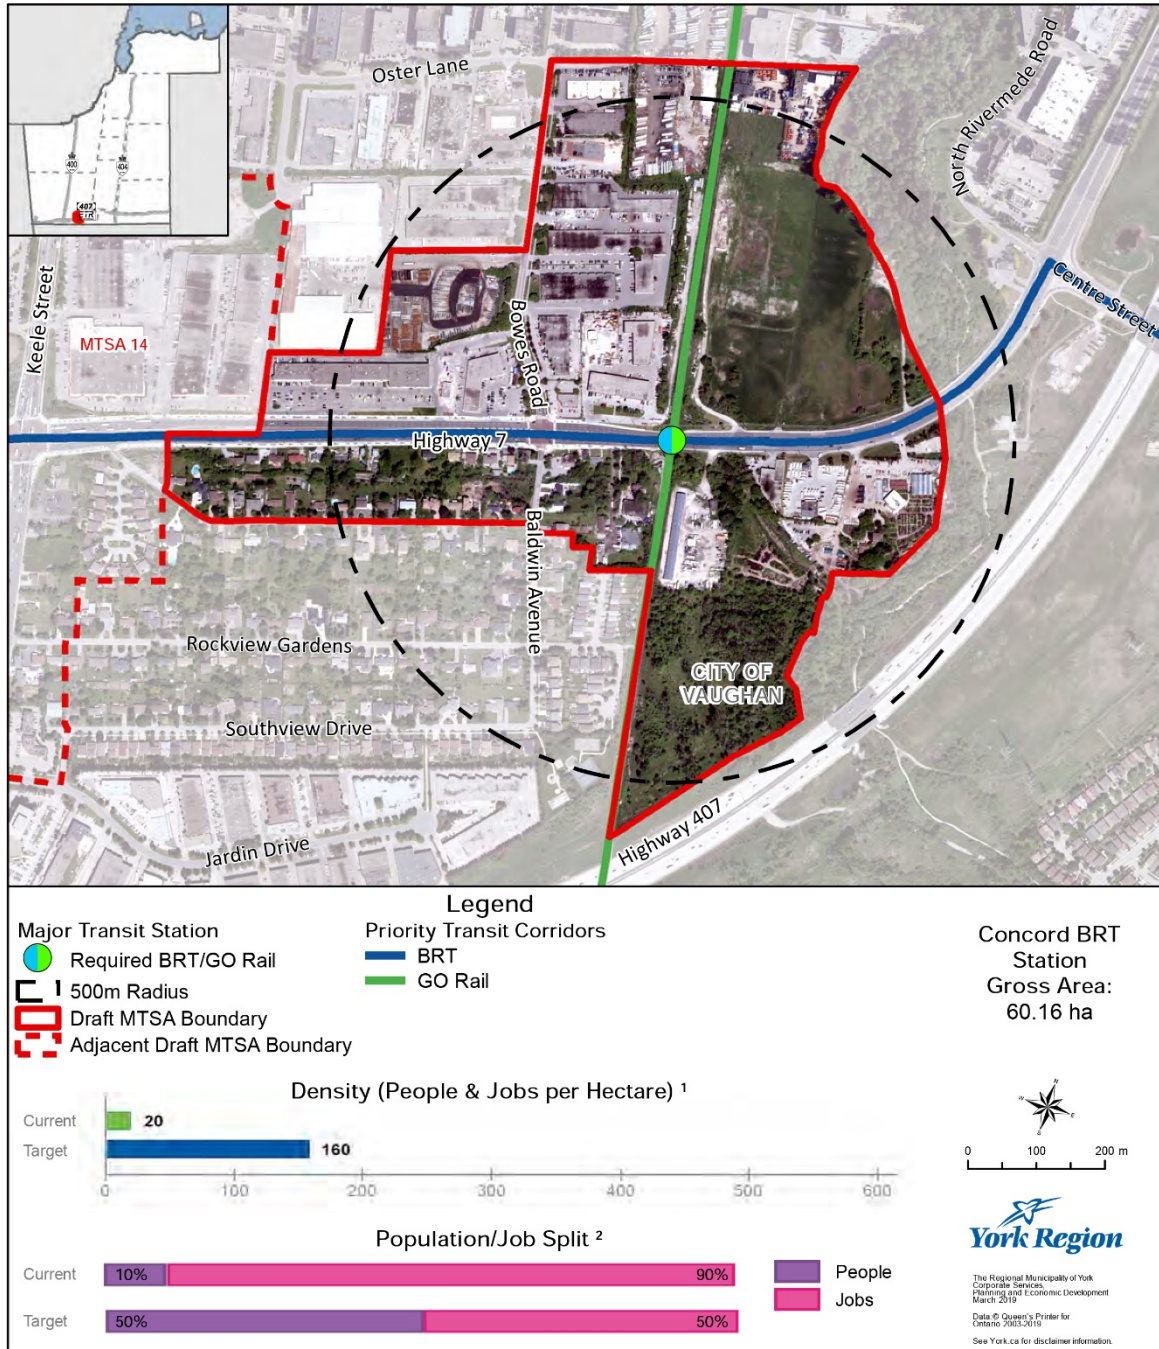 400
404
407
ETR
Oster Lane
North Rivermede Road
Keele Street
MTSA 14
Bowes Road
Centre Street
Highway 7
Baldwin Avenue
Rockview Gardens
CITY OF
VAUGHAN
Southview Drive
Highway 407
Jardin Drive
Legend
Major Transit Station
Required BRT/GO Rail
500m Radius
Draft MTSA Boundary
Adjacent Draft MTSA Boundary
Priority Transit Corridors
BRT
GO Rail
Concord BRT
Station
Gross Area:
60.16 ha
Density (People & Jobs per Hectare) ¹
Current
20
Target
160
0 100 200 300 400 500 600
N
E
S
W
0 100 200 m
Population/Job Split ²
Current
10% 90%
Target
50% 50%
People
Jobs
York Region
The Regional Municipality of York
Corporate Services,
Planning and Economic Development
March 2019
Data:© Queen's Printer for
Ontario 2003-2019
See York.ca for disclaimer information.